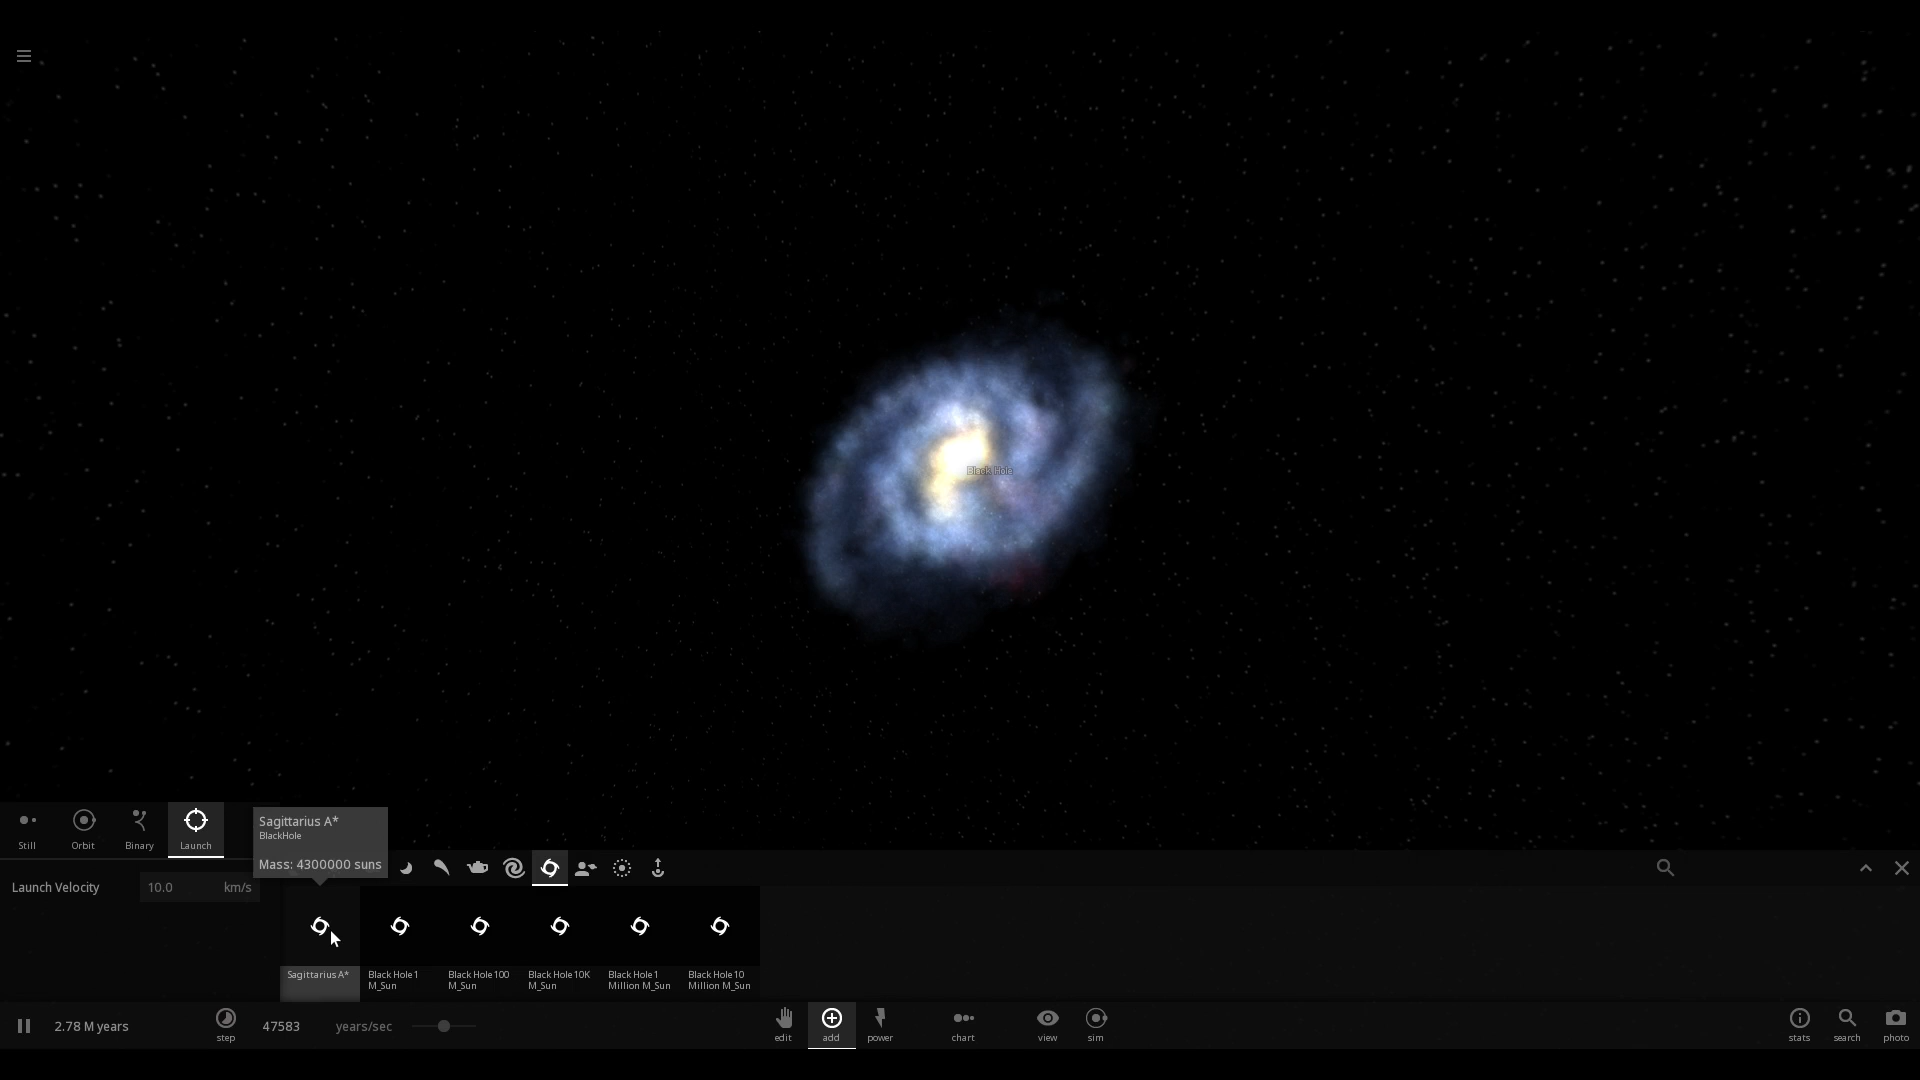 Black Hole
Still
Orbit
Binary
Launch
Sagittarius A*
BlackHole
Mass: 4300000 suns
Launch Velocity
10.0
km/s
Sagittarius A*
Black Hole 1
M_Sun
Black Hole 100
M_Sun
Black Hole 10K
M_Sun
Black Hole 1
Million M_Sun
Black Hole 10
Million M_Sun
2.78 M years
step
47583
years/sec
edit
add
power
chart
view
sim
stats
search
photo